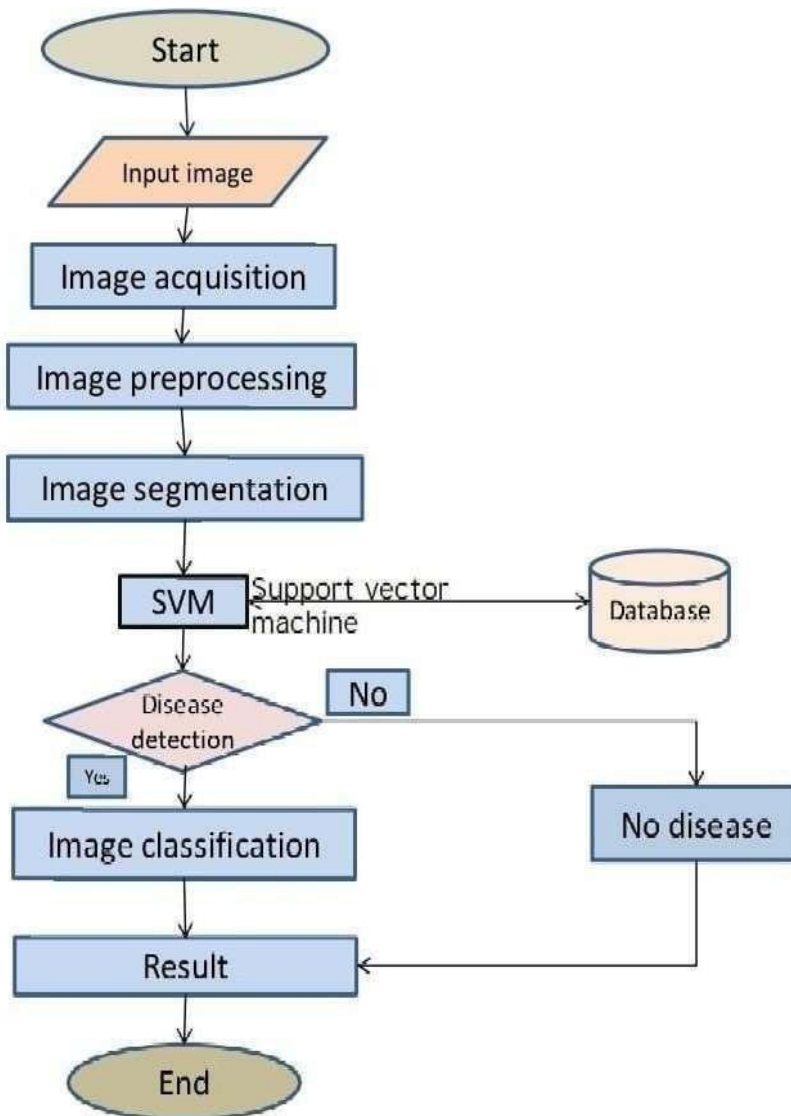 Start
Input image
Image acquisition
Image preprocessing
Image segmentation
SVM
Support vector
machine
Database
Disease
detection
No
Yes
Image classification
No disease
Result
End